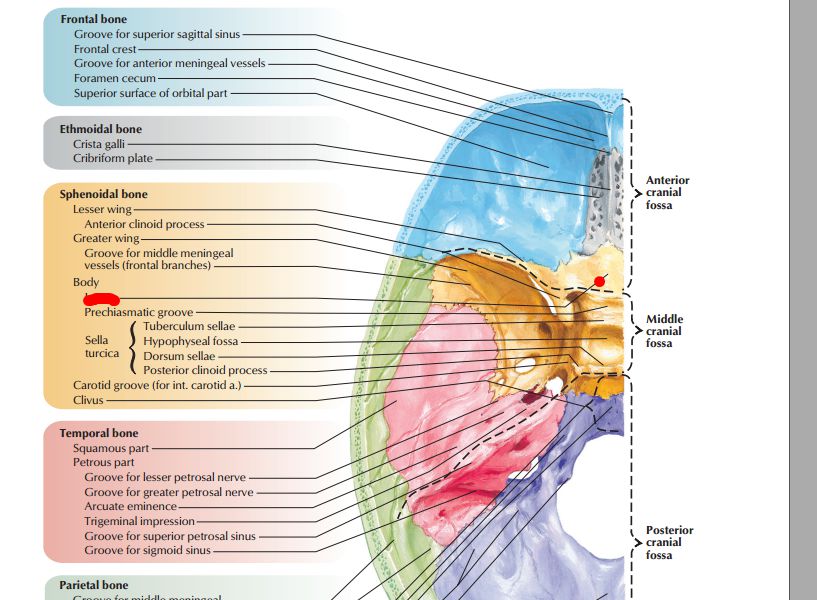 Frontal bone
Groove for superior sagittal sinus
Frontal crest
Groove for anterior meningeal vessels
Foramen cecum
Superior surface of orbital part
Ethmoidal bone
Crista galli
Cribriform plate
Sphenoidal bone
Lesser wing
Anterior clinoid process
Greater wing
Groove for middle meningeal
vessels (frontal branches)
Body
Prechiasmatic groove
Sella
turcica
Tuberculum sellae
Hypophyseal fossa
Dorsum sellae
Posterior clinoid process
Carotid groove (for int. carotid a.)
Clivus
Temporal bone
Squamous part
Petrous part
Groove for lesser petrosal nerve
Groove for greater petrosal nerve
Arcuate eminence
Trigeminal impression
Groove for superior petrosal sinus
Groove for sigmoid sinus
Parietal bone
Groove for middle meningeal
Anterior
cranial
fossa
Middle
cranial
fossa
Posterior
cranial
fossa